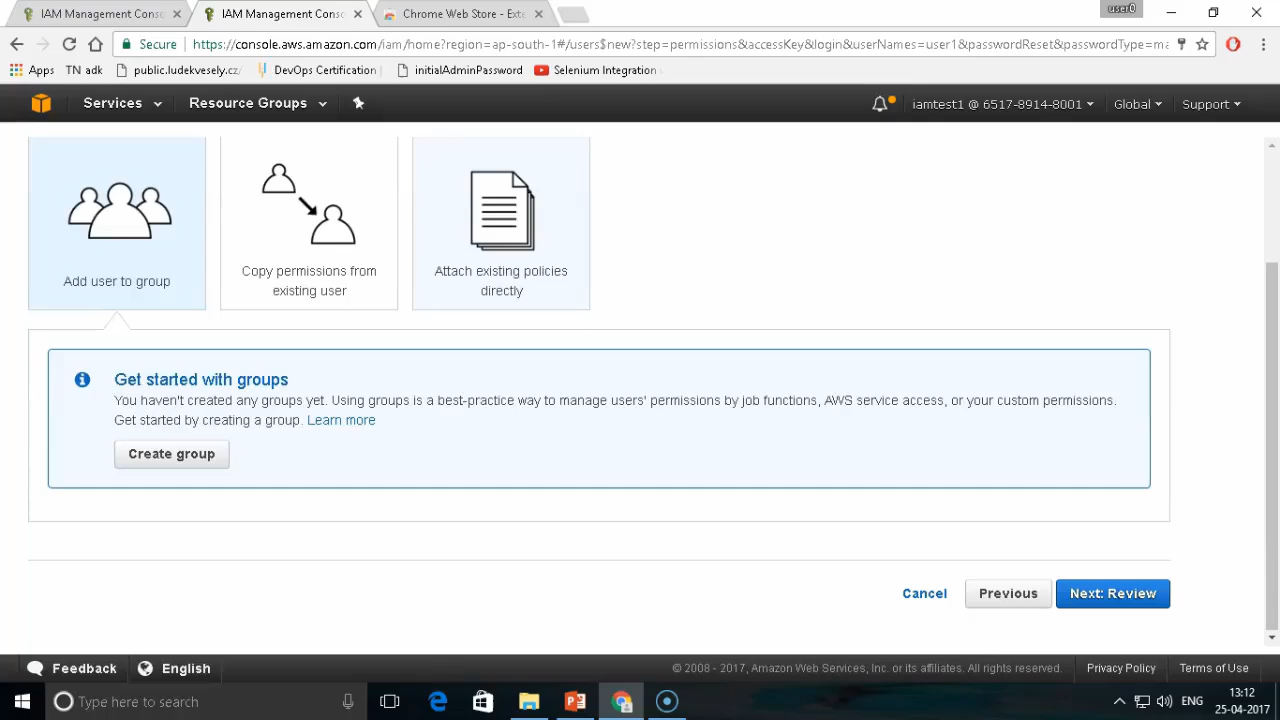 IAM Management Conso
IAM Management Conso
Chrome Web Store - Exte
user0
Secure
https://console.aws.amazon.com/iam/home?region=ap-south-1#/users$new?step=permissions&accessKey&login&userNames=user1&passwordReset&passwordType=ma
Apps
TN adk
public.ludekvesely.cz/
DevOps Certification
initialAdminPassword
Selenium Integration
Services
Resource Groups
iamtest1 @ 6517-8914-8001
Global
Support
Add user to group
Copy permissions from
existing user
Attach existing policies
directly
Get started with groups
You haven't created any groups yet. Using groups is a best-practice way to manage users' permissions by job functions, AWS service access, or your custom permissions.
Get started by creating a group. Learn more
Create group
Cancel
Previous
Next: Review
Feedback
English
© 2008 - 2017, Amazon Web Services, Inc. or its affiliates. All rights reserved.
Privacy Policy
Terms of Use
Type here to search
ENG
13:12
25-04-2017